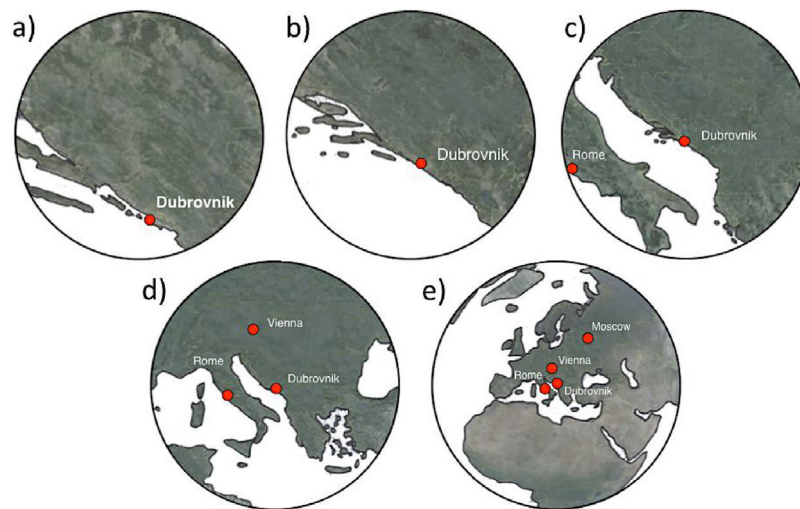 a)
Dubrovnik
b)
Dubrovnik
c)
Rome
Dubrovnik
d)
Vienna
Rome
Dubrovnik
e)
Moscow
Vienna
Rome
Dubrovnik